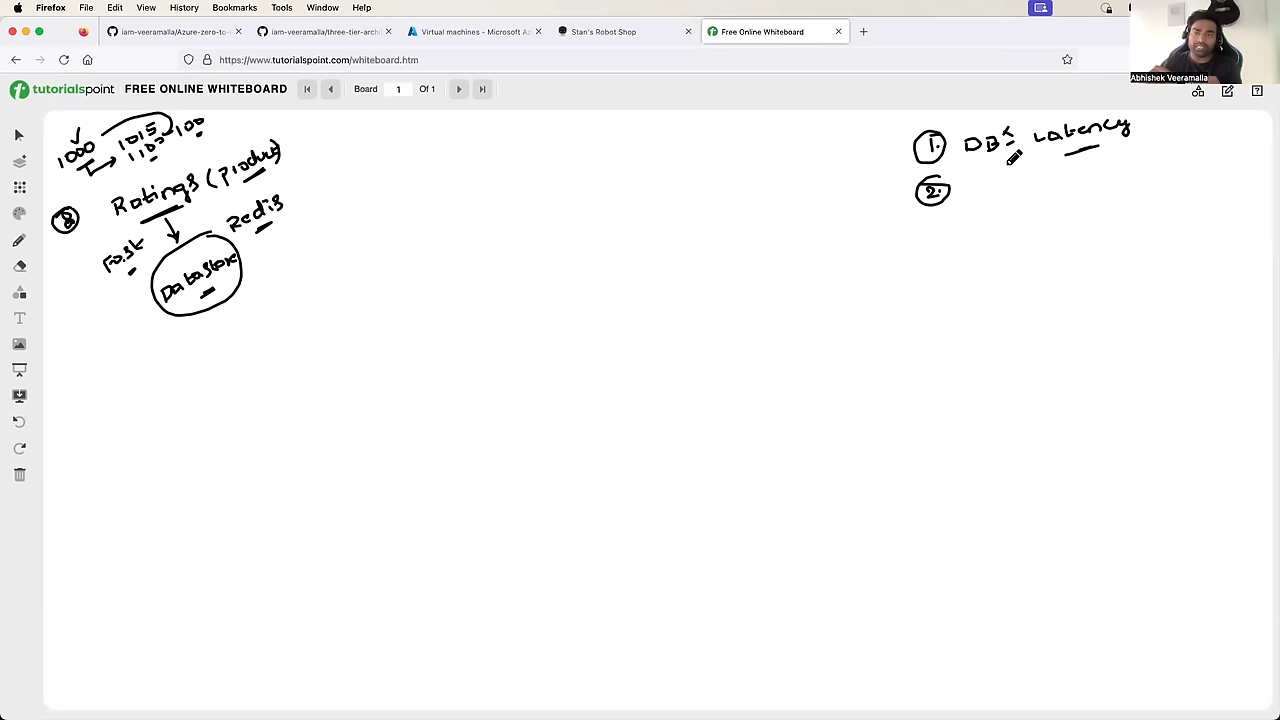 Firefox File Edit View History Bookmarks Tools Window Help
iam-veeramalla/Azure-zero-to- iam-veeramalla/three-tier-archi Virtual machines - Microsoft A Stan's Robot Shop Free Online Whiteboard
https://www.tutorialspoint.com/whiteboard.htm
Abhishek Veeramalla
tutorialspoint FREE ONLINE WHITEBOARD Board 1 Of 1
1000 1015 100
1. DBs Latency
Ratings (Product)
2.
Redis
Fast
Datastore